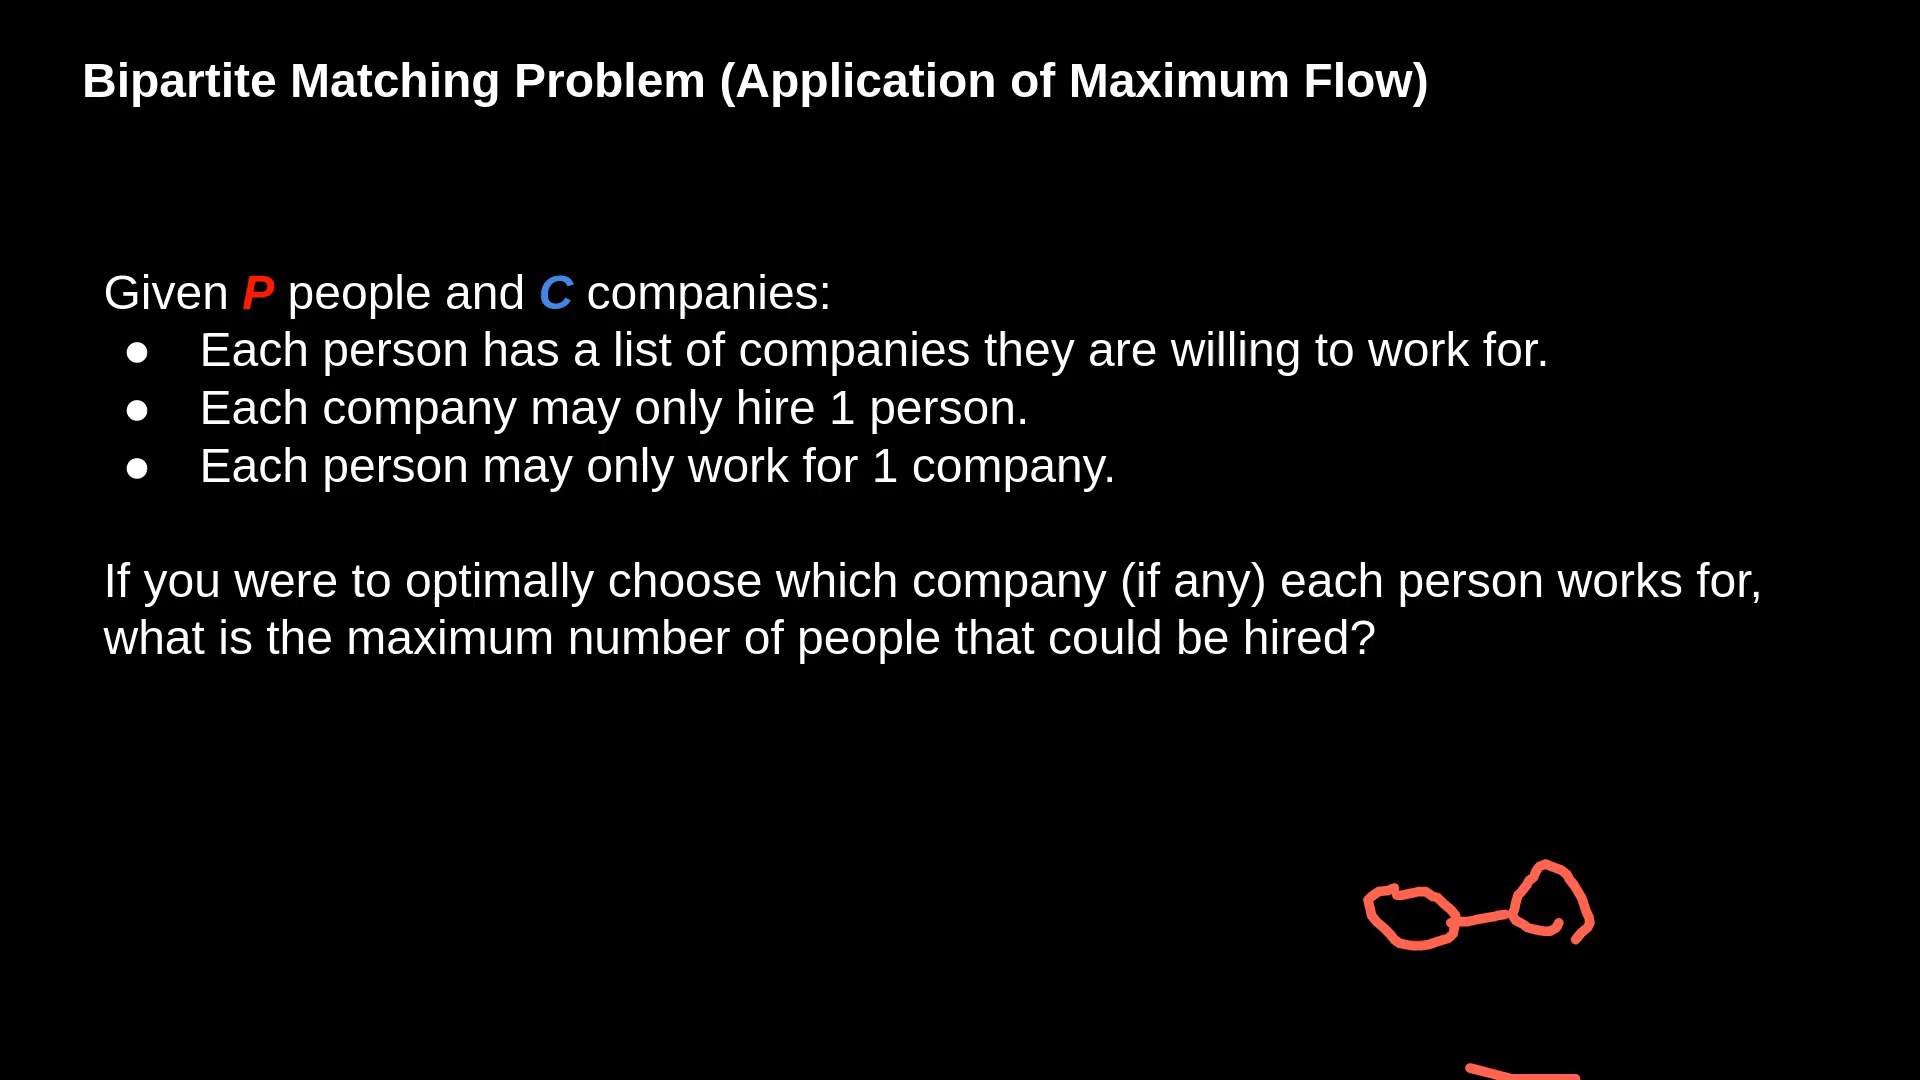 Bipartite Matching Problem (Application of Maximum Flow)
Given P people and C companies:
● Each person has a list of companies they are willing to work for.
● Each company may only hire 1 person.
● Each person may only work for 1 company.
If you were to optimally choose which company (if any) each person works for,
what is the maximum number of people that could be hired?